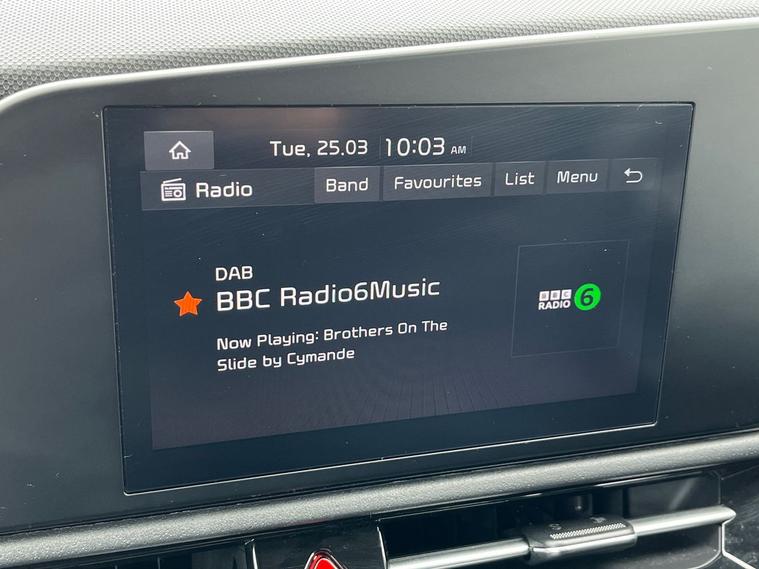 Tue, 25.03 10:03 AM
Radio Band Favourites List Menu
DAB
BBC Radio6Music
Now Playing: Brothers On The
Slide by Cymande
BBC
RADIO 6